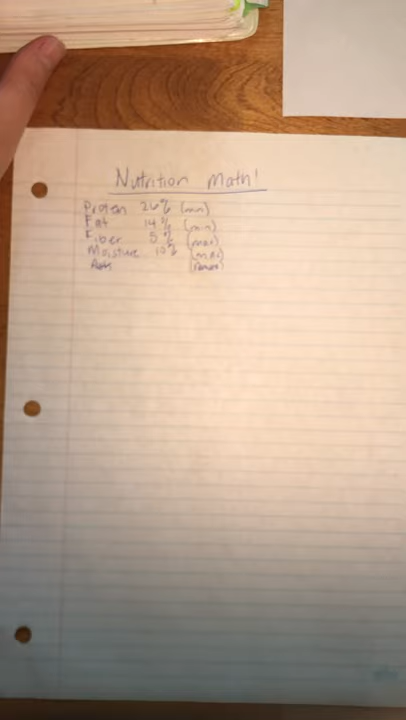 Nutrition Math!
Protein 26% (min)
Fat 14% (min)
Fiber 5% (max)
Moisture 10% (max)